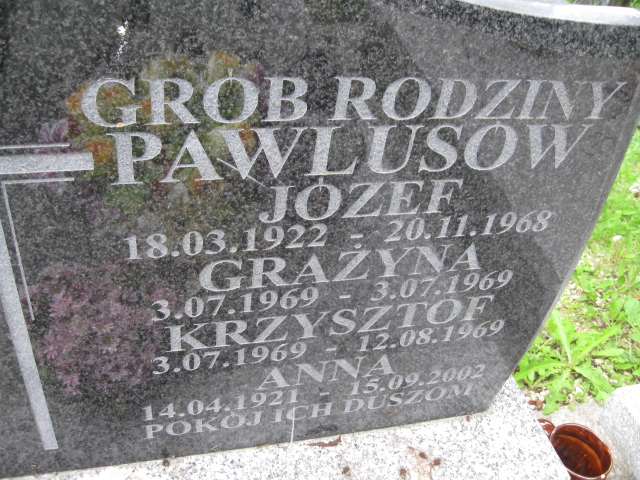 GRÓB RODZINY
PAWLUSÓW
JÓZEF
18.03.1922 - 20.11.1968
GRAŻYNA
3.07.1969 - 3.07.1969
KRZYSZTOF
3.07.1969 - 12.08.1969
ANNA
14.04.1921 - 15.09.2002
POKÓJ ICH DUSZOM